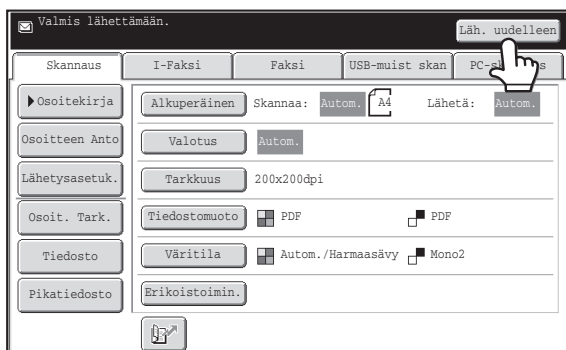 Valmis lähettämään.
Läh. uudelleen
Skannaus I-Faksi Faksi USB-muist skan
Osoitekirja Alkuperäinen Skannaa: Autom. A4 Lähetä: Autom.
Osoitteen Anto Valotus Autom.
Lähetysasetuk. Tarkkuus 200x200dpi
Osoit. Tark. Tiedostomuoto PDF PDF
Tiedosto Väritila Autom./Harmaasävy Mono2
Pikatiedosto Erikoistoimin.